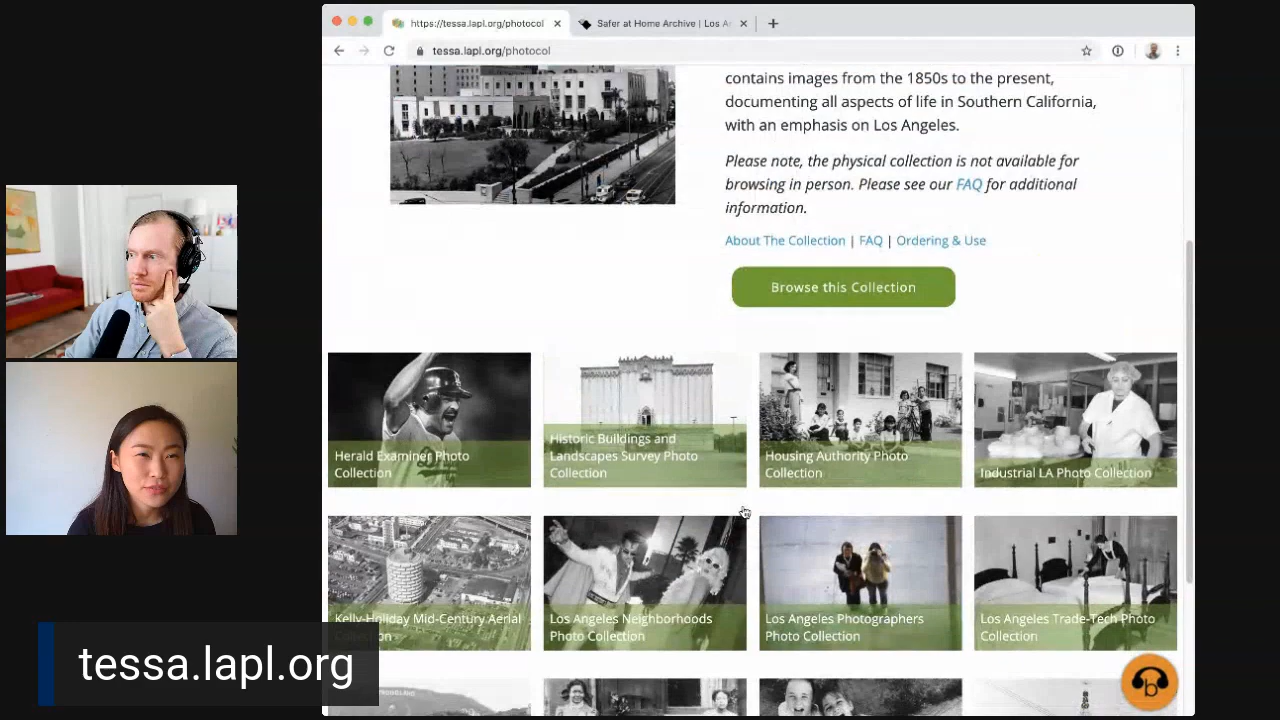 https://tessa.lapl.org/photocol
Safer at Home Archive | Los A
tessa.lapl.org/photocol
contains images from the 1850s to the present,
documenting all aspects of life in Southern California,
with an emphasis on Los Angeles.
Please note, the physical collection is not available for
browsing in person. Please see our FAQ for additional
information.
About The Collection | FAQ | Ordering & Use
Browse this Collection
Herald Examiner Photo
Collection
Historic Buildings and
Landscapes Survey Photo
Collection
Housing Authority Photo
Collection
Industrial LA Photo Collection
Kelly-Holiday Mid-Century Aerial
Collection
Los Angeles Neighborhoods
Photo Collection
Los Angeles Photographers
Photo Collection
Los Angeles Trade-Tech Photo
Collection
b
tessa.lapl.org